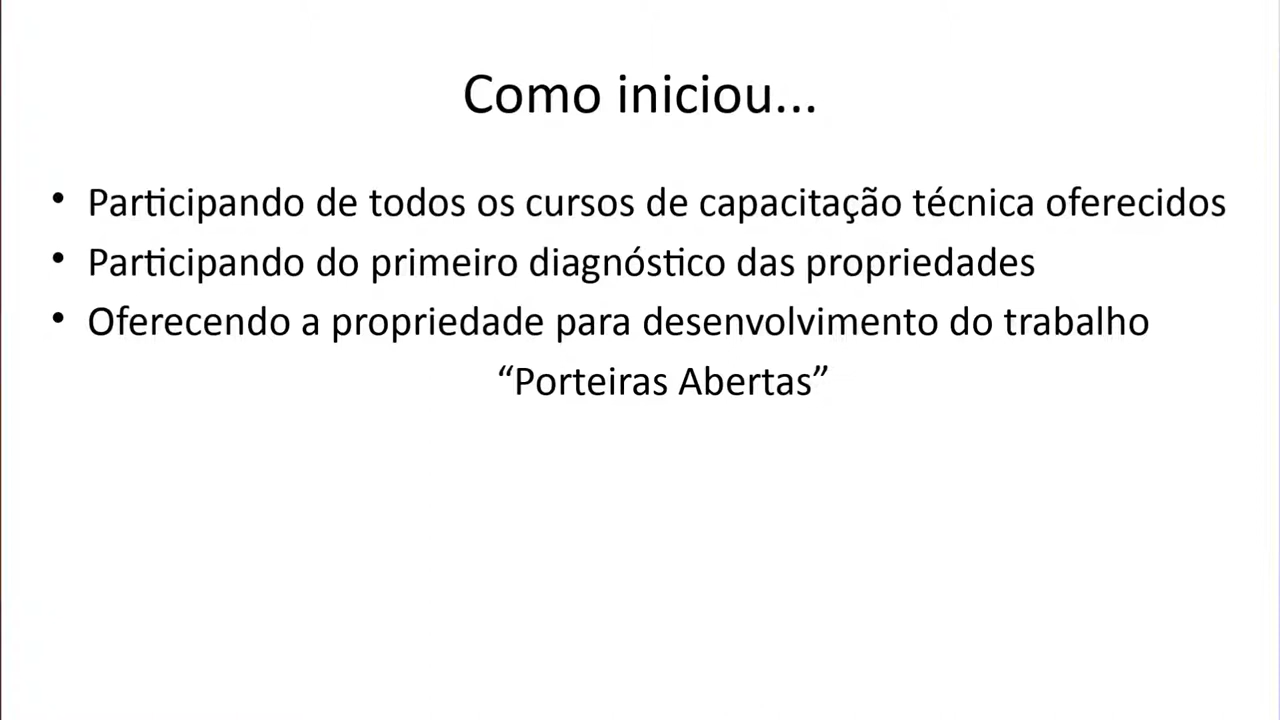 Como iniciou...
• Participando de todos os cursos de capacitação técnica oferecidos
• Participando do primeiro diagnóstico das propriedades
• Oferecendo a propriedade para desenvolvimento do trabalho
“Porteiras Abertas”